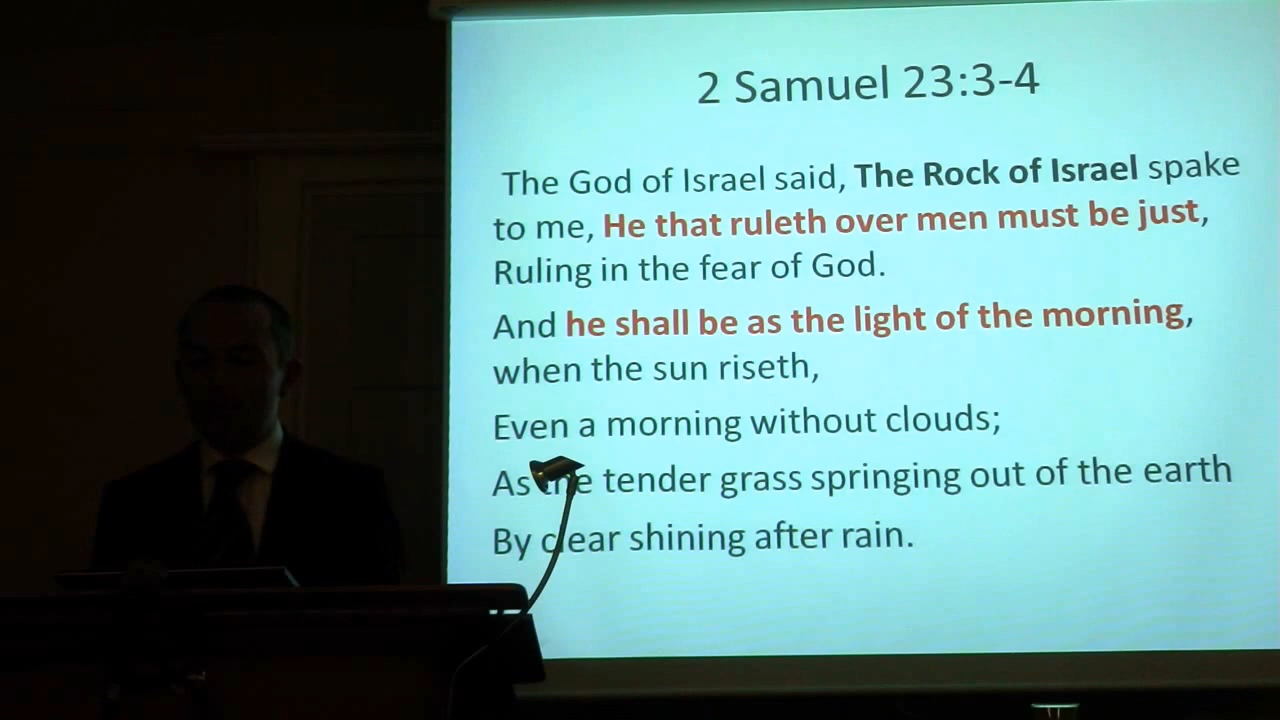 2 Samuel 23:3-4
The God of Israel said, The Rock of Israel spake
to me, He that ruleth over men must be just,
Ruling in the fear of God.
And he shall be as the light of the morning,
when the sun riseth,
Even a morning without clouds;
As the tender grass springing out of the earth
By clear shining after rain.